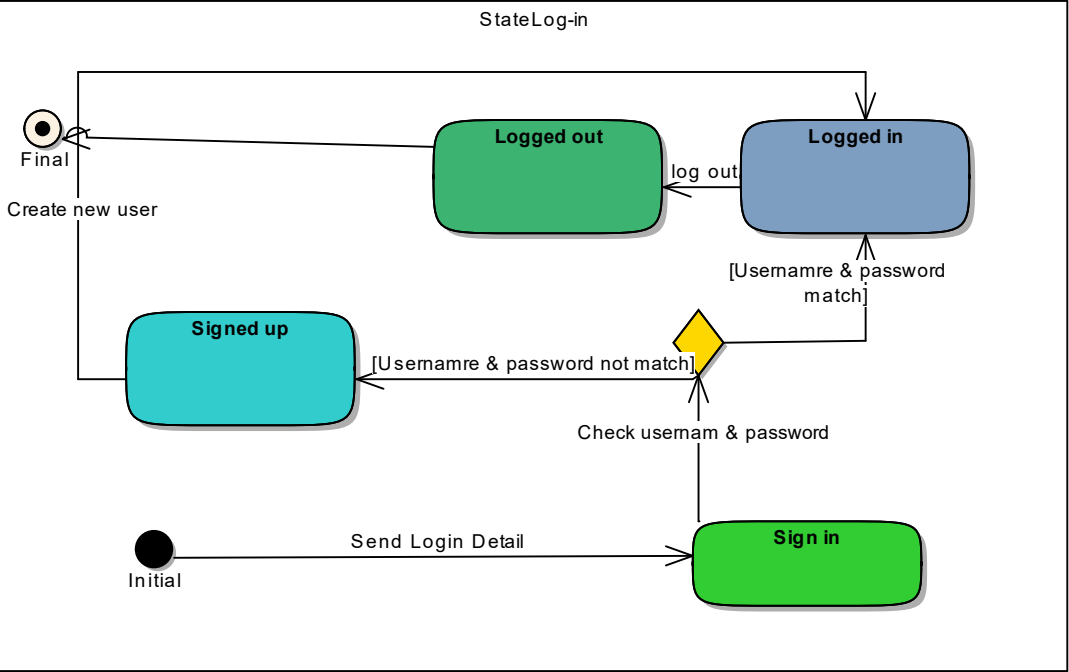 StateLog-in
Logged out
Logged in
Final
log out
Create new user
[Usernamre & password
match]
Signed up
[Usernamre & password not match]
Check usernam & password
Send Login Detail
Sign in
Initial